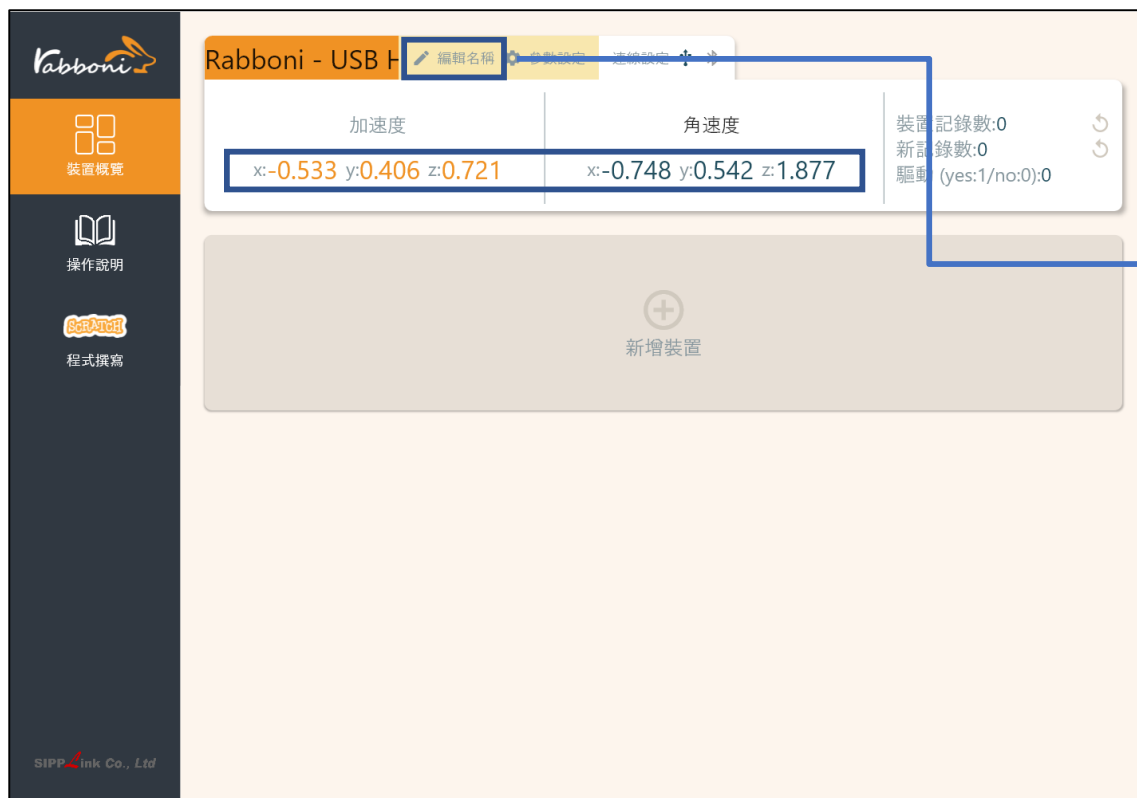 rabboni
Rabboni - USB H 編輯名稱 參數設定 連線設定
裝置概覽
操作說明
SCRATCH
程式撰寫
加速度
x:-0.533 y:0.406 z:0.721
角速度
x:-0.748 y:0.542 z:1.877
裝置記錄數:0
新記錄數:0
驅動 (yes:1/no:0):0
新增裝置
SIPPLink Co., Ltd